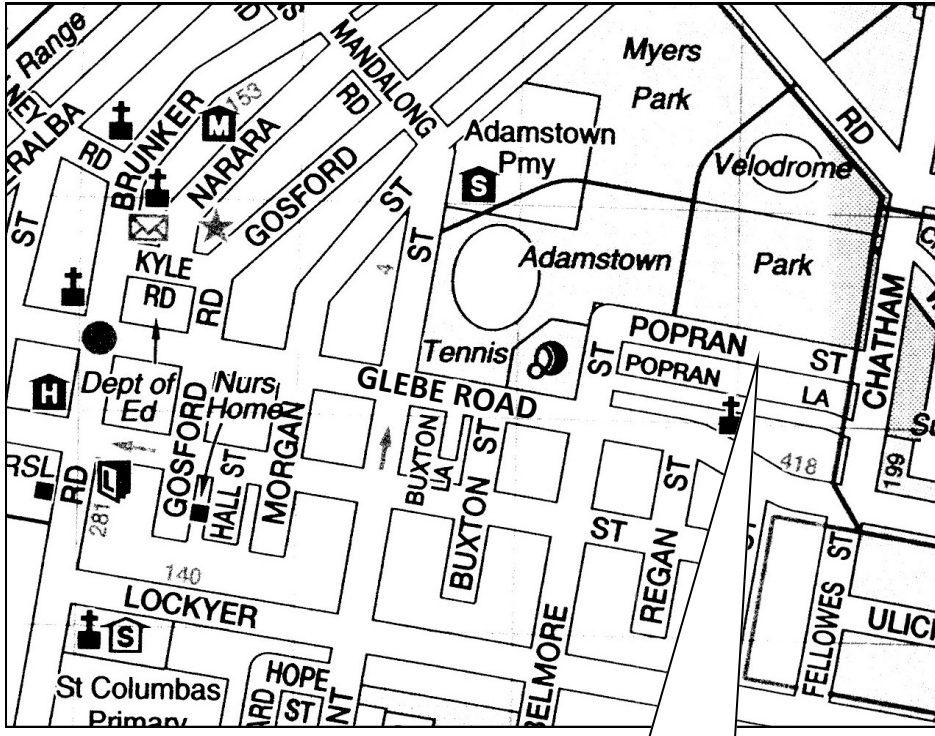 Range
RD
MANDALONG
Myers
Park
153
RD
BRUNKER
M
NARARA
RD
GOSFORD
RD
Adamstown
Pmy
S
Velodrome
ST
ST
ST
KYLE
RD
RD
4
Adamstown
Park
POPRAN
ST
CHATHAM
Tennis
ST
POPRAN
LA
GLEBE ROAD
H
Dept of
Ed
Nurs
Home
GOSFORD
HALL ST
MORGAN
BUXTON
LA
BUXTON ST
ST
REGAN
ST
418
199
RSL
RD
281
140
LOCKYER
FELLOWES ST
S
HOPE
ST
St Columbas
Primary